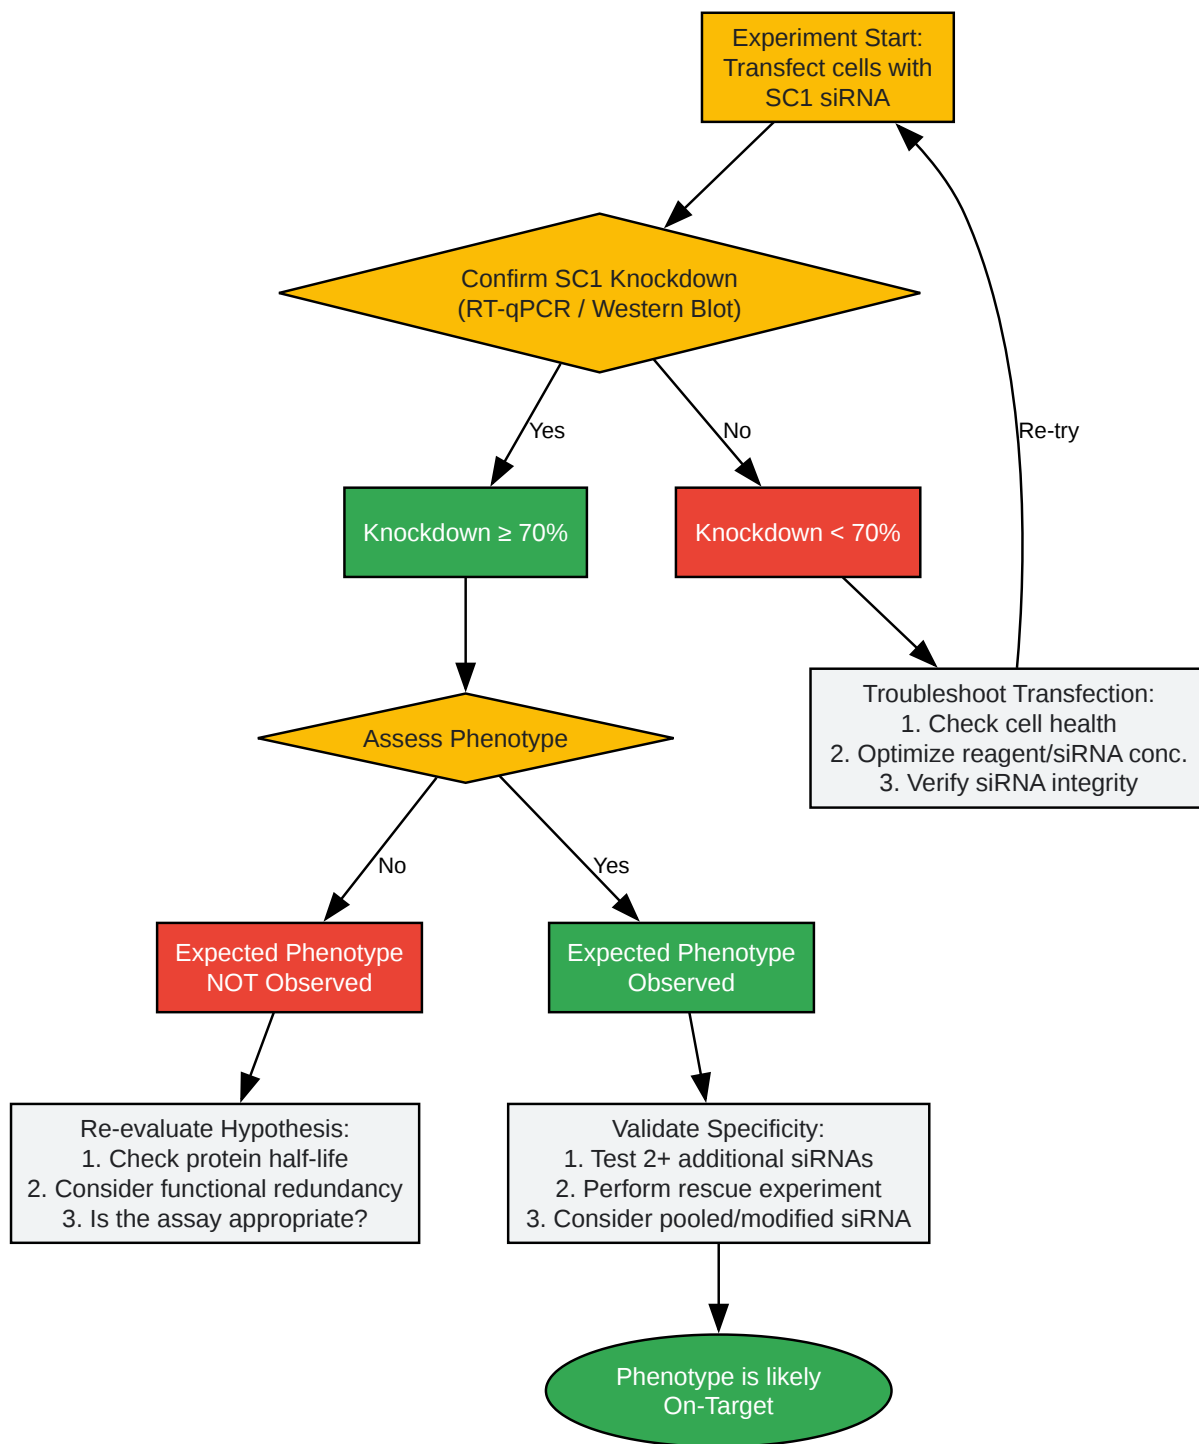 Experiment Start:
Transfect cells with
SC1 siRNA
Confirm SC1 Knockdown
(RT-qPCR / Western Blot)
Yes
No
Re-try
Knockdown ≥ 70%
Knockdown < 70%
Troubleshoot Transfection:
1. Check cell health
2. Optimize reagent/siRNA conc.
3. Verify siRNA integrity
Assess Phenotype
No
Yes
Expected Phenotype
NOT Observed
Expected Phenotype
Observed
Re-evaluate Hypothesis:
1. Check protein half-life
2. Consider functional redundancy
3. Is the assay appropriate?
Validate Specificity:
1. Test 2+ additional siRNAs
2. Perform rescue experiment
3. Consider pooled/modified siRNA
Phenotype is likely
On-Target